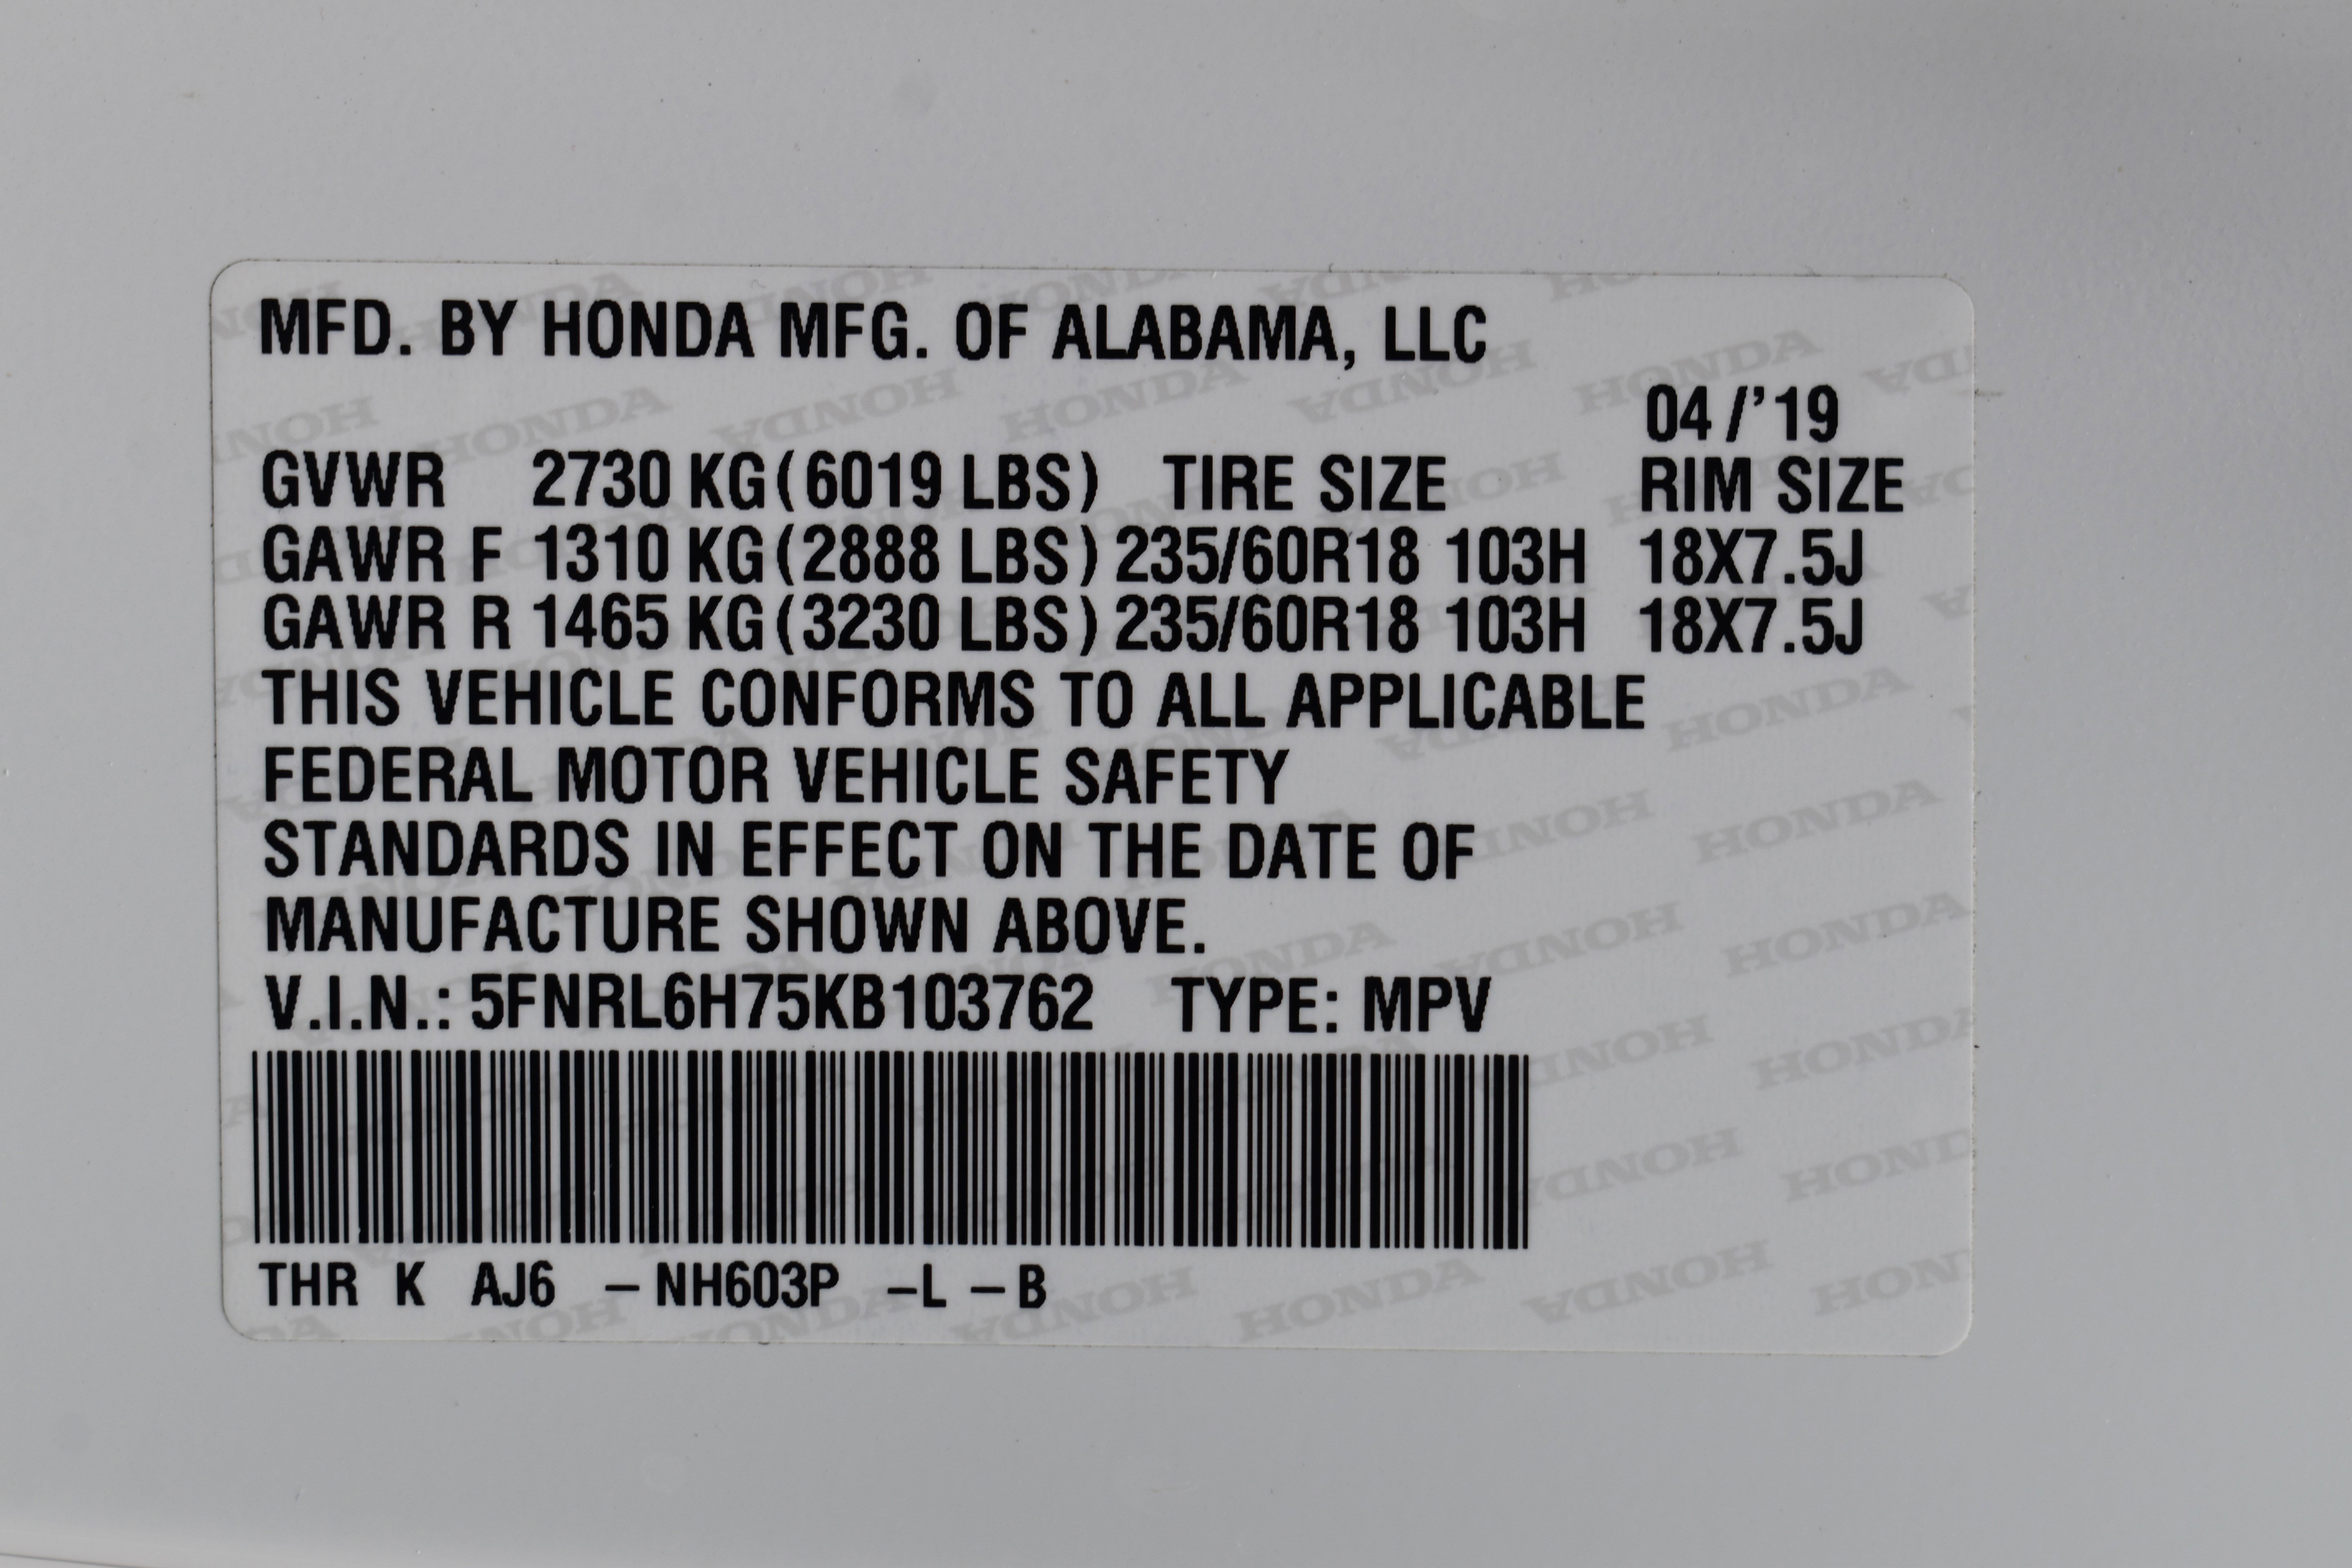 MFD. BY HONDA MFG. OF ALABAMA, LLC
04/'19
GVWR 2730 KG(6019 LBS) TIRE SIZE RIM SIZE
GAWR F 1310 KG(2888 LBS) 235/60R18 103H 18X7.5J
GAWR R 1465 KG(3230 LBS) 235/60R18 103H 18X7.5J
THIS VEHICLE CONFORMS TO ALL APPLICABLE
FEDERAL MOTOR VEHICLE SAFETY
STANDARDS IN EFFECT ON THE DATE OF
MANUFACTURE SHOWN ABOVE.
V.I.N.: 5FNRL6H75KB103762 TYPE: MPV
THR K AJ6 –NH603P –L –B